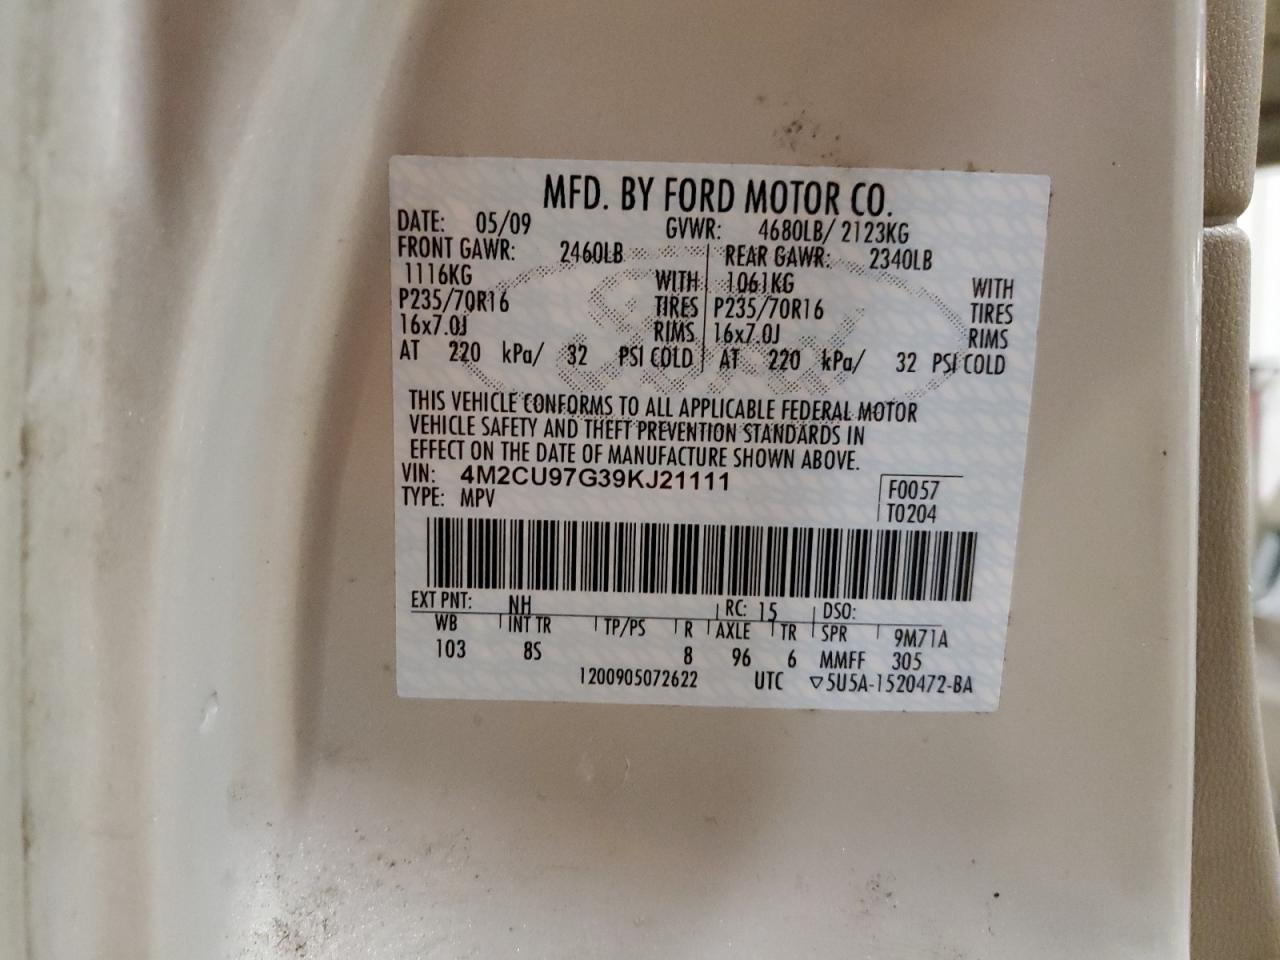 MFD. BY FORD MOTOR CO.
DATE: 05/09 GVWR: 4680LB/ 2123KG
FRONT GAWR: 2460LB REAR GAWR: 2340LB
1116KG WITH 1061KG WITH
P235/70R16 TIRES P235/70R16 TIRES
16x7.0J RIMS 16x7.0J RIMS
AT 220 kPa/ 32 PSI COLD AT 220 kPa/ 32 PSI COLD
THIS VEHICLE CONFORMS TO ALL APPLICABLE FEDERAL MOTOR
VEHICLE SAFETY AND THEFT PREVENTION STANDARDS IN
EFFECT ON THE DATE OF MANUFACTURE SHOWN ABOVE.
VIN: 4M2CU97G39KJ21111 F0057
TYPE: MPV T0204
EXT PNT: NH RC: 15 DSO:
WB INT TR TP/PS R AXLE TR SPR 9M71A
103 8S 8 96 6 MMFF 305
1200905072622 UTC ▽5U5A-1520472-BA